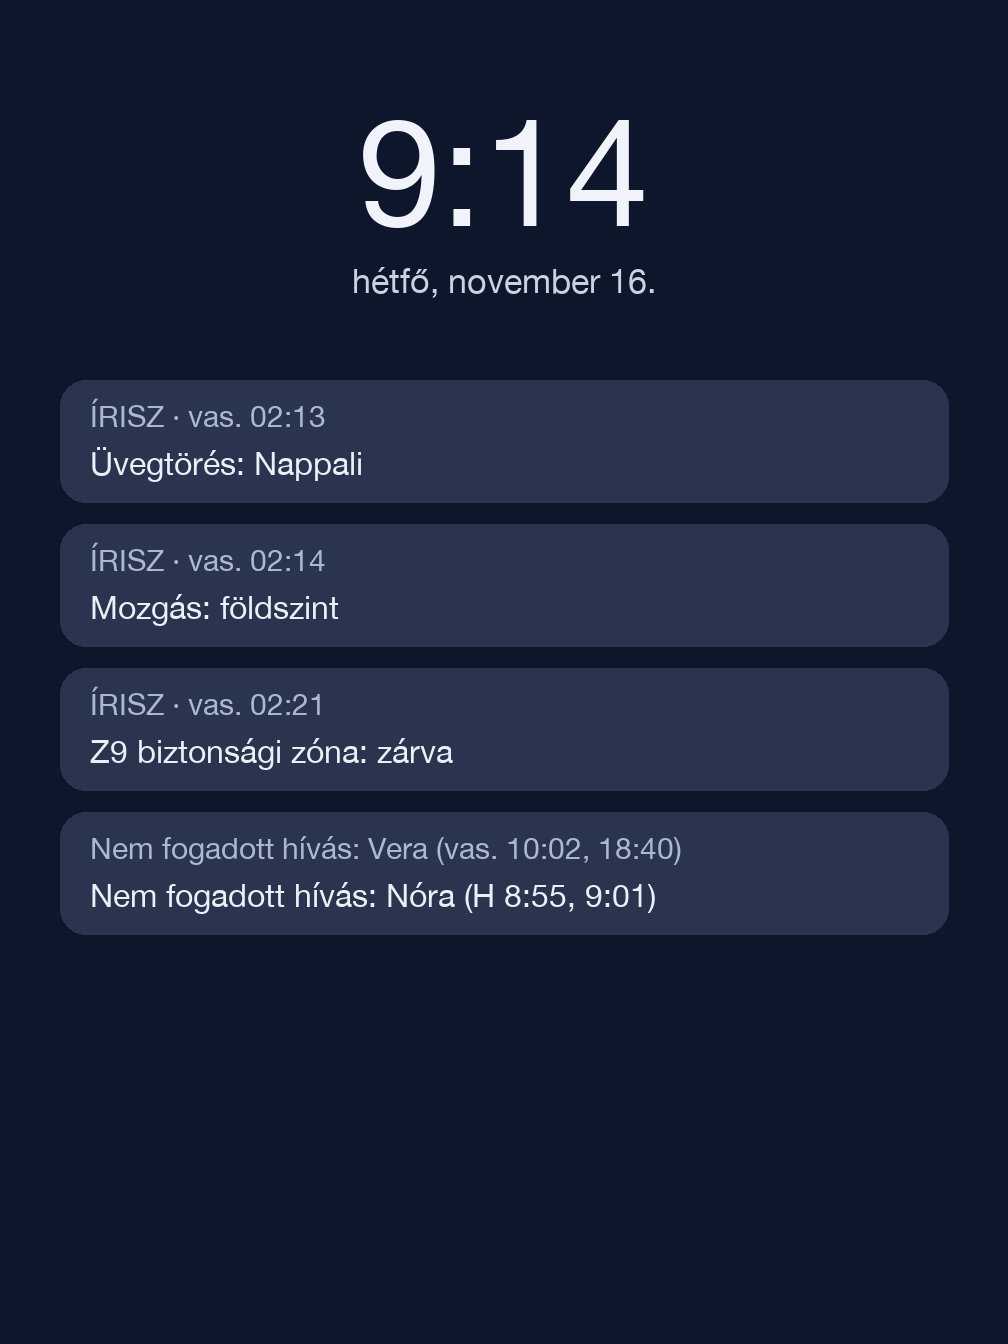 9:14
hétfő, november 16.
ÍRISZ · vas. 02:13
Üvegtörés: Nappali
ÍRISZ · vas. 02:14
Mozgás: földszint
ÍRISZ · vas. 02:21
Z9 biztonsági zóna: zárva
Nem fogadott hívás: Vera (vas. 10:02, 18:40)
Nem fogadott hívás: Nóra (H 8:55, 9:01)